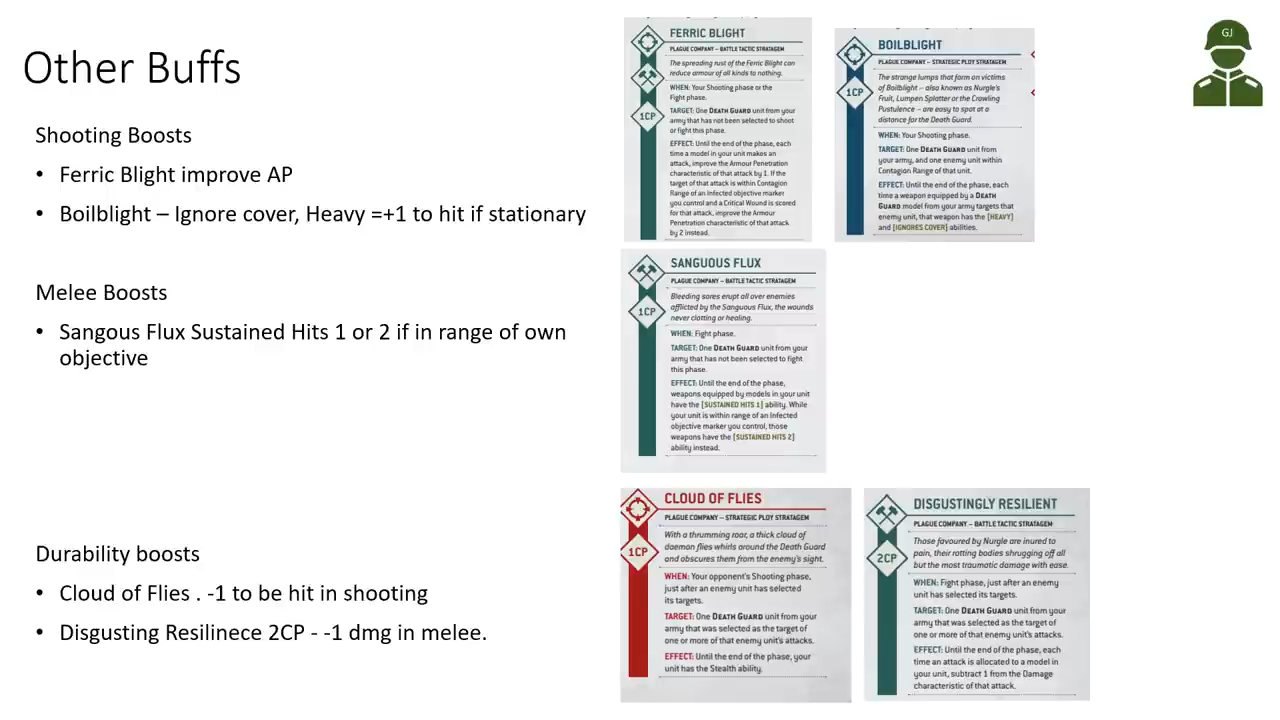 Other Buffs
GJ
Shooting Boosts
• Ferric Blight improve AP
• Boilblight – Ignore cover, Heavy =+1 to hit if stationary
Melee Boosts
• Sangous Flux Sustained Hits 1 or 2 if in range of own
objective
Durability boosts
• Cloud of Flies . -1 to be hit in shooting
• Disgusting Resilinece 2CP - -1 dmg in melee.
FERRIC BLIGHT
PLAGUE COMPANY – BATTLE TACTIC STRATAGEM
The spreading rust of the Ferric Blight can
reduce armour of all kinds to nothing.
WHEN: Your Shooting phase or the
Fight phase.
1CP
TARGET: One DEATH GUARD unit from your
army that has not been selected to shoot
or fight this phase.
EFFECT: Until the end of the phase, each
time a model in your unit makes an
attack, improve the Armour Penetration
characteristic of that attack by 1. If the
target of that attack is within Contagion
Range of an Infected objective marker
you control and a Critical Wound is scored
for that attack, improve the Armour
Penetration characteristic of that attack
by 2 instead.
BOILBLIGHT
PLAGUE COMPANY – STRATEGIC PLOY STRATAGEM
1CP
The strange lumps that form on victims
of Boilblight – also known as Nurgle's
Fruit, Lumpen Splatter or the Crawling
Pustulence – are easy to spot at a
distance for the Death Guard.
WHEN: Your Shooting phase.
TARGET: One DEATH GUARD unit from
your army, and one enemy unit within
Contagion Range of that unit.
EFFECT: Until the end of the phase, each
time a weapon equipped by a DEATH
GUARD model from your army targets that
enemy unit, that weapon has the [HEAVY]
and [IGNORES COVER] abilities.
SANGUOUS FLUX
PLAGUE COMPANY – BATTLE TACTIC STRATAGEM
1CP
Bleeding sores erupt all over enemies
afflicted by the Sanguous Flux, the wounds
never clotting or healing.
WHEN: Fight phase.
TARGET: One DEATH GUARD unit from your
army that has not been selected to fight
this phase.
EFFECT: Until the end of the phase,
weapons equipped by models in your unit
have the [SUSTAINED HITS 1] ability. While
your unit is within range of an Infected
objective marker you control, those
weapons have the [SUSTAINED HITS 2]
ability instead.
CLOUD OF FLIES
PLAGUE COMPANY – STRATEGIC PLOY STRATAGEM
1CP
With a thrumming roar, a thick cloud of
daemon flies whirls around the Death Guard
and obscures them from the enemy's sight.
WHEN: Your opponent's Shooting phase,
just after an enemy unit has selected
its targets.
TARGET: One DEATH GUARD unit from your
army that was selected as the target of
one or more of that enemy unit's attacks.
EFFECT: Until the end of the phase, your
unit has the Stealth ability.
DISGUSTINGLY RESILIENT
PLAGUE COMPANY – BATTLE TACTIC STRATAGEM
2CP
Those favoured by Nurgle are inured to
pain, their rotting bodies shrugging off all
but the most traumatic damage with ease.
WHEN: Fight phase, just after an enemy
unit has selected its targets.
TARGET: One DEATH GUARD unit from your
army that was selected as the target of
one or more of that enemy unit's attacks.
EFFECT: Until the end of the phase, each
time an attack is allocated to a model in
your unit, subtract 1 from the Damage
characteristic of that attack.